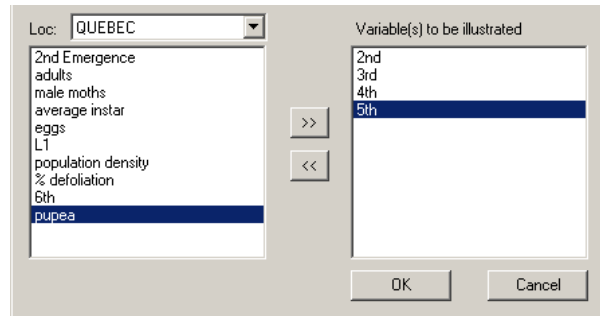 Loc: QUEBEC
Variable(s) to be illustrated
2nd Emergence
adults
male moths
average instar
eggs
L1
population density
% defoliation
6th
pupea
>>
<<
2nd
3rd
4th
5th
OK
Cancel